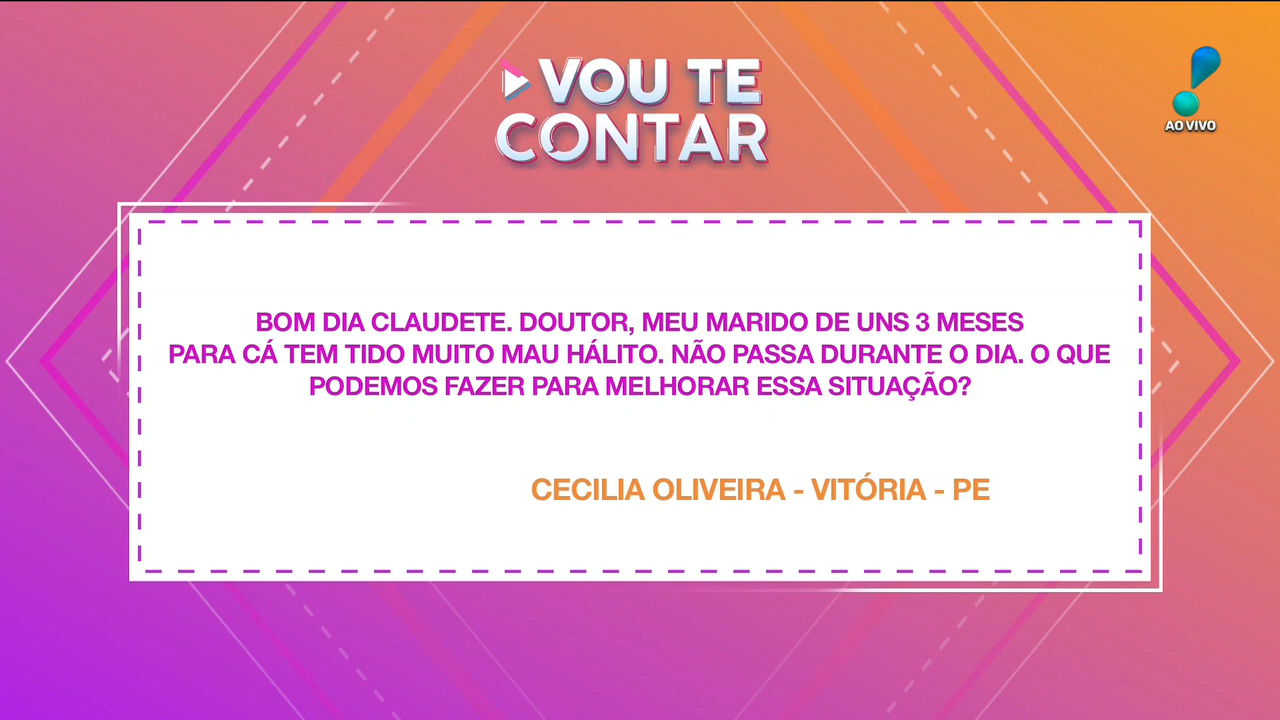 VOU TE
CONTAR
AO VIVO
BOM DIA CLAUDETE. DOUTOR, MEU MARIDO DE UNS 3 MESES
PARA CÁ TEM TIDO MUITO MAU HÁLITO. NÃO PASSA DURANTE O DIA. O QUE
PODEMOS FAZER PARA MELHORAR ESSA SITUAÇÃO?
CECILIA OLIVEIRA - VITÓRIA - PE